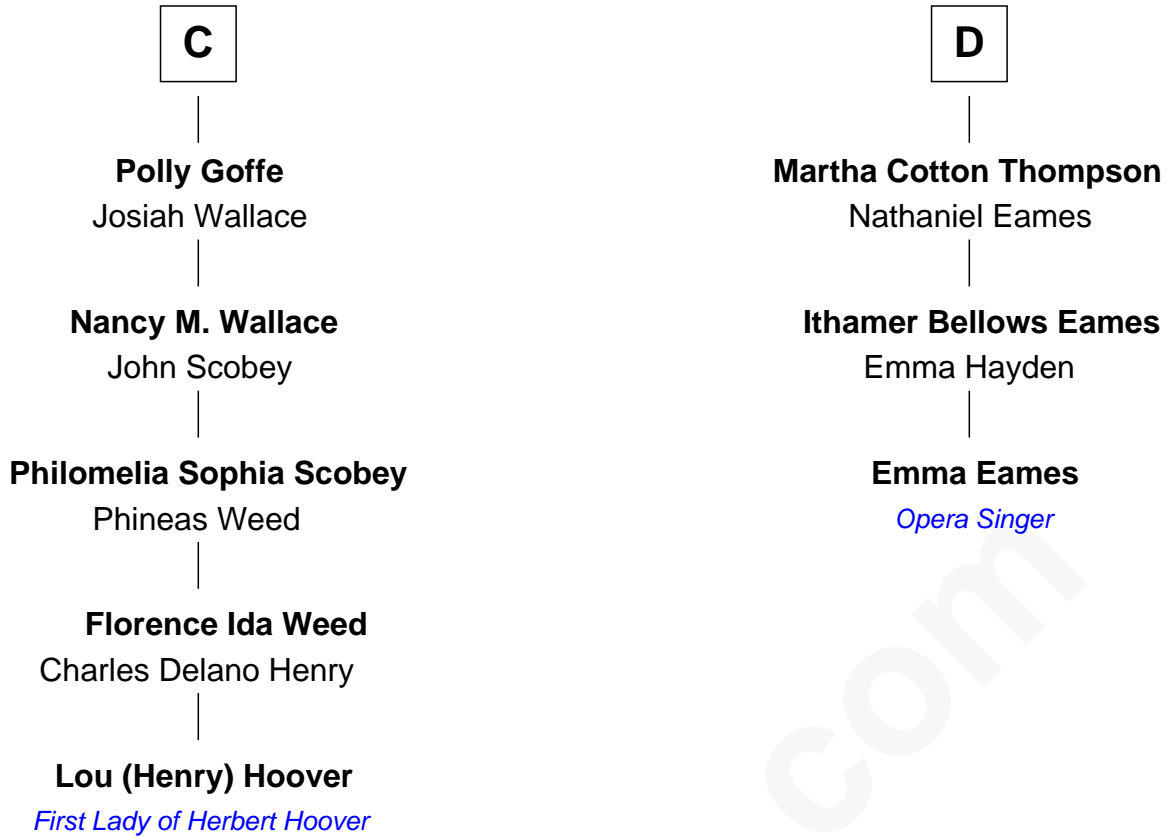 C
Polly Goffe
Josiah Wallace
Nancy M. Wallace
John Scobey
Philomelia Sophia Scobey
Phineas Weed
Florence Ida Weed
Charles Delano Henry
Lou (Henry) Hoover
First Lady of Herbert Hoover
D
Martha Cotton Thompson
Nathaniel Eames
Ithamer Bellows Eames
Emma Hayden
Emma Eames
Opera Singer
com